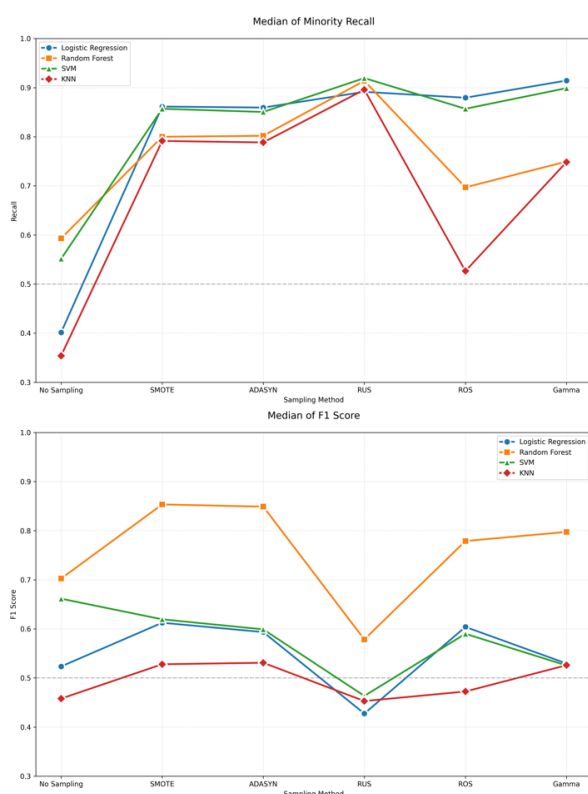 Median of Minority Recall
1.0
0.9
0.8
0.7
0.6
0.5
0.4
0.3
Recall
Logistic Regression
Random Forest
SVM
KNN
No Sampling SMOTE ADASYN RUS ROS Gamma
Sampling Method
Median of F1 Score
1.0
0.9
0.8
0.7
0.6
0.5
0.4
0.3
F1 Score
Logistic Regression
Random Forest
SVM
KNN
No Sampling SMOTE ADASYN RUS ROS Gamma
Sampling Method